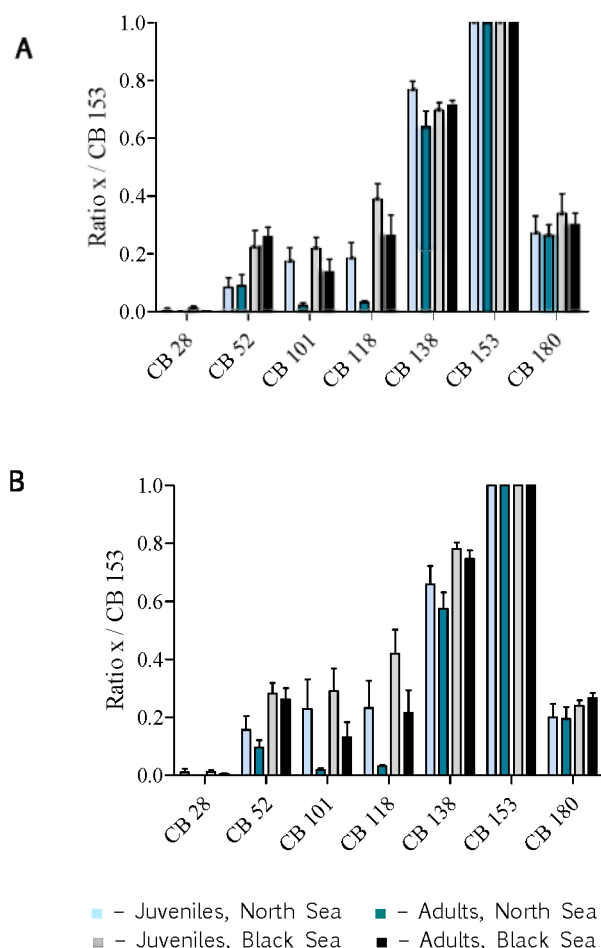 A
Ratio x / CB 153
1.0
0.8
0.6
0.4
0.2
0.0
CB 28
CB 52
CB 101
CB 118
CB 138
CB 153
CB 180
B
Ratio x / CB 153
1.0
0.8
0.6
0.4
0.2
0.0
CB 28
CB 52
CB 101
CB 118
CB 138
CB 153
CB 180
– Juveniles, North Sea – Adults, North Sea
– Juveniles, Black Sea – Adults, Black Sea